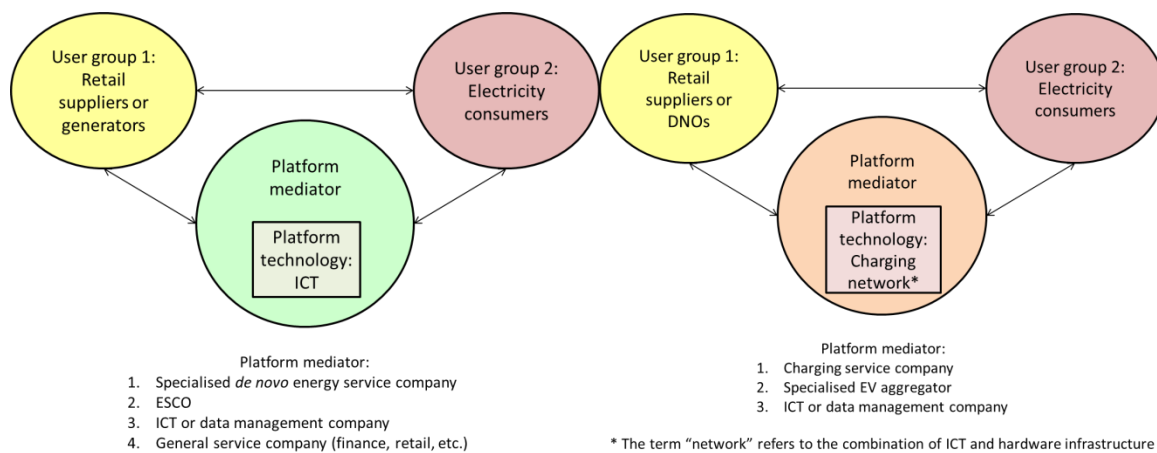 User group 1:
Retail
suppliers or
generators
User group 2:
Electricity
consumers
Platform
mediator
Platform
technology:
ICT
Platform mediator:
1. Specialised de novo energy service company
2. ESCO
3. ICT or data management company
4. General service company (finance, retail, etc.)
User group 1:
Retail
suppliers or
DNOs
User group 2:
Electricity
consumers
Platform
mediator
Platform
technology:
Charging
network*
Platform mediator:
1. Charging service company
2. Specialised EV aggregator
3. ICT or data management company
* The term “network” refers to the combination of ICT and hardware infrastructure